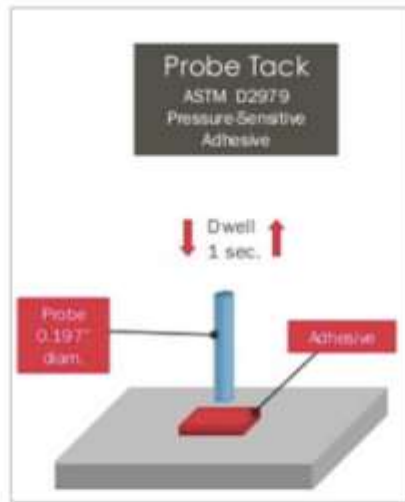 Probe Tack
ASTM D2979
Pressure-Sensitive
Adhesive
Dwell
1 sec.
Probe
0.197"
diam.
Adhesive